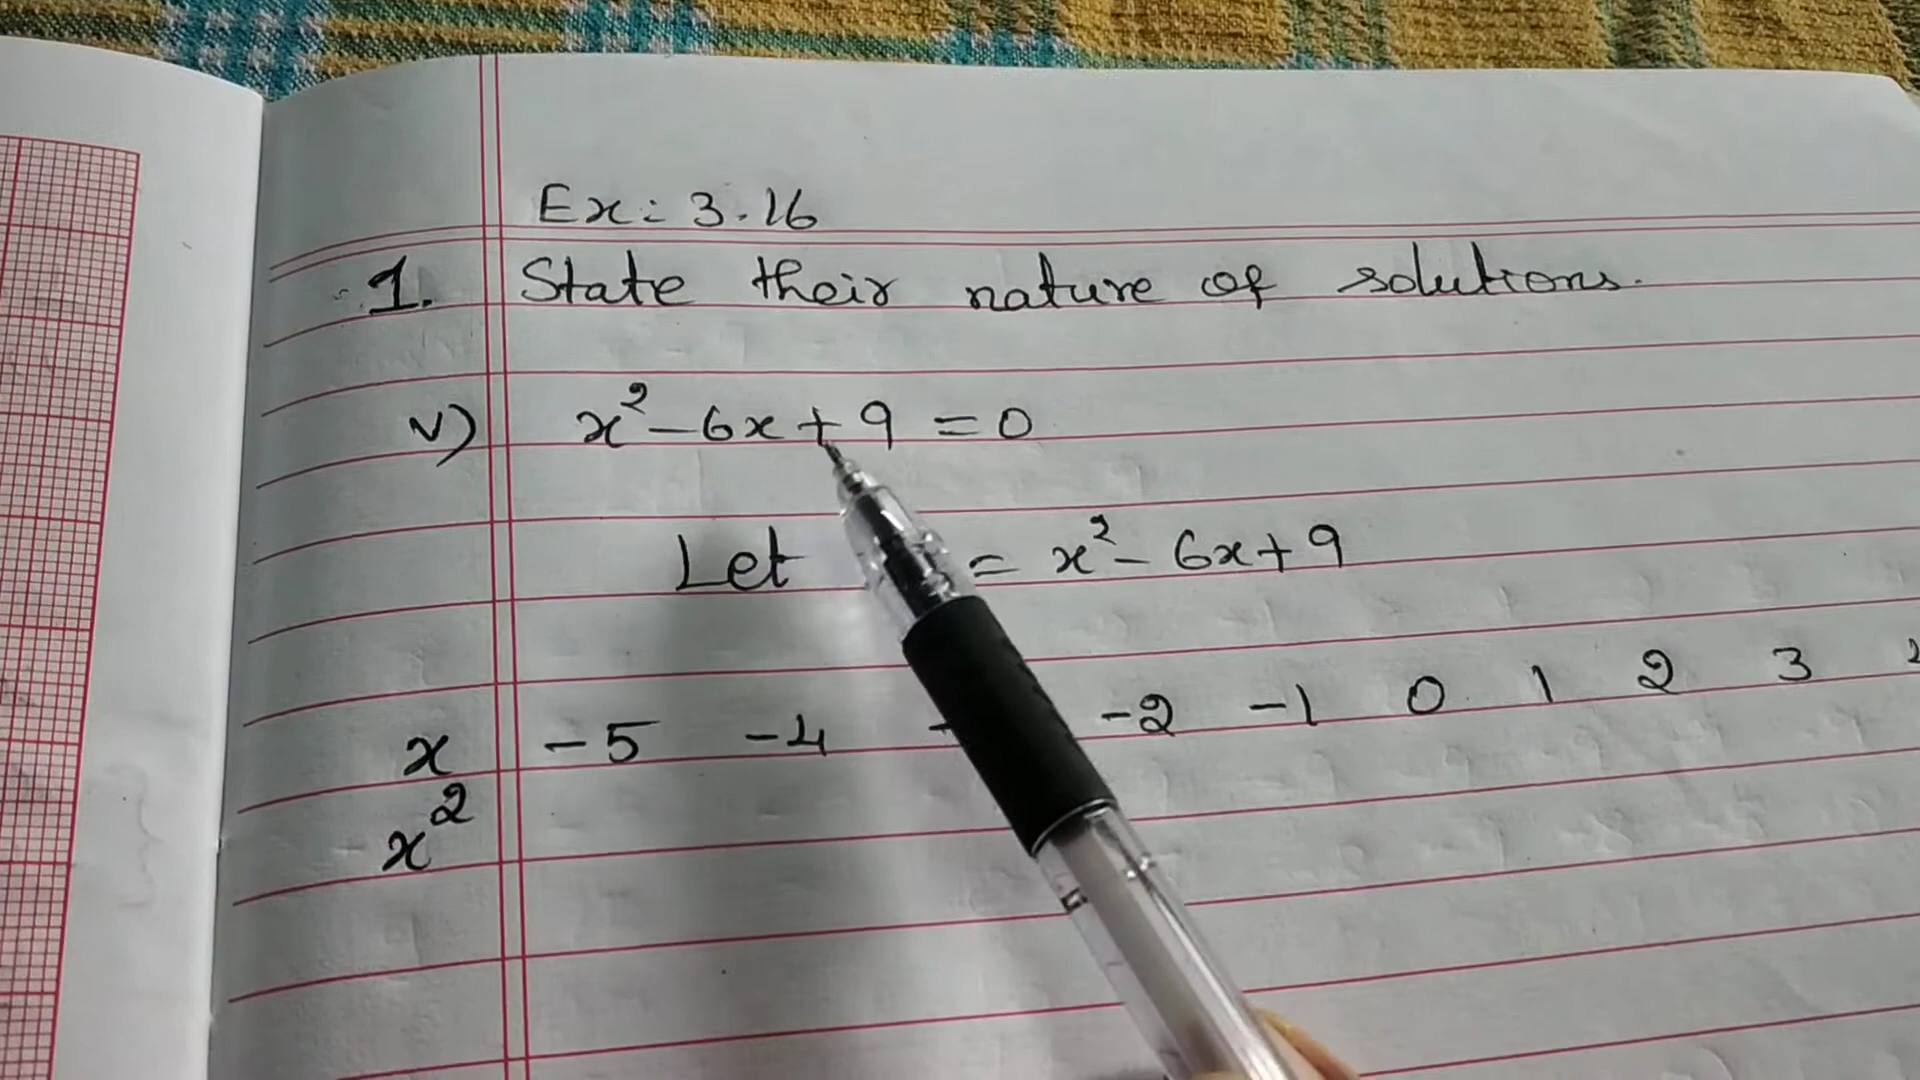 Ex: 3.16
1. State their nature of solutions.
v) x² - 6x + 9 = 0
Let = x² - 6x + 9
x -5 -4 - -2 -1 0 1 2 3
x²